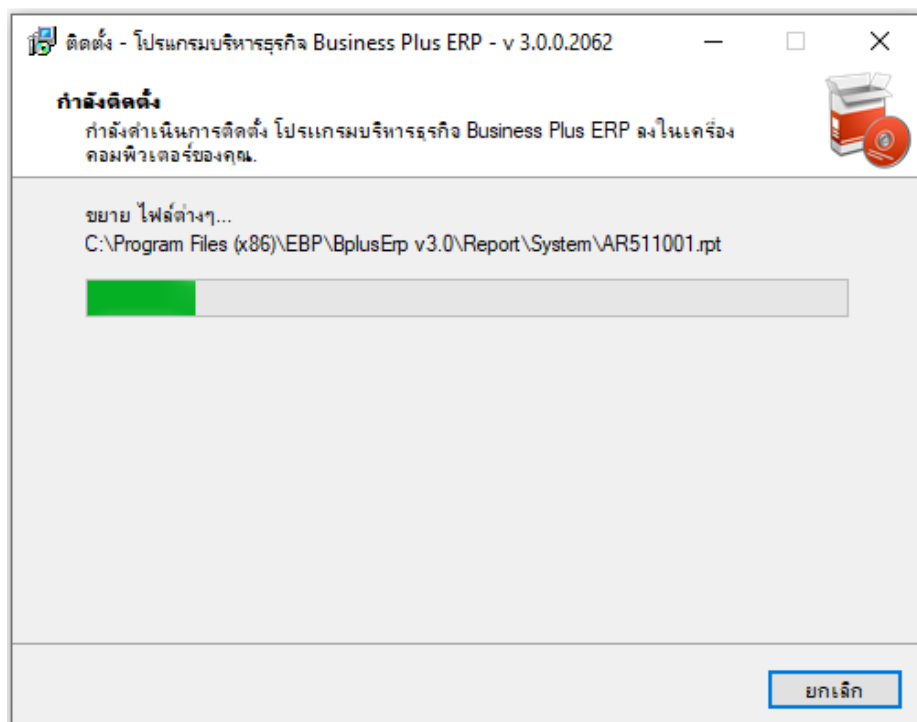 ติดตั้ง - โปรแกรมบริหารธุรกิจ Business Plus ERP - v 3.0.0.2062
กำลังติดตั้ง
กำลังดำเนินการติดตั้ง โปรแกรมบริหารธุรกิจ Business Plus ERP ลงในเครื่อง
คอมพิวเตอร์ของคุณ.
ขยาย ไฟล์ต่างๆ...
C:\Program Files (x86)\EBP\BplusErp v3.0\Report\System\AR511001.rpt
ยกเลิก